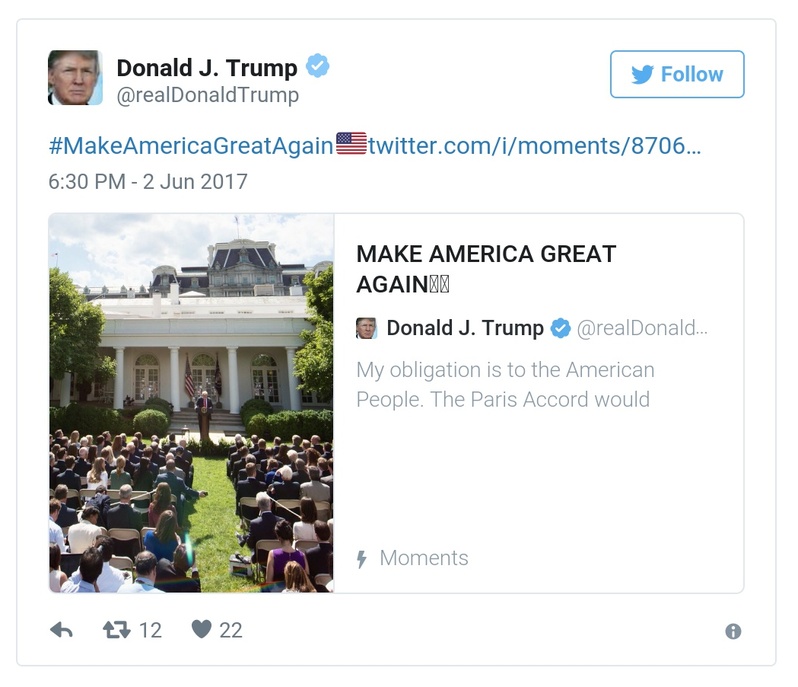 Donald J. Trump
@realDonaldTrump
Follow
#MakeAmericaGreatAgain🇺🇸twitter.com/i/moments/8706…
6:30 PM - 2 Jun 2017
MAKE AMERICA GREAT
AGAIN
Donald J. Trump @realDonald...
My obligation is to the American
People. The Paris Accord would
Moments
12 22